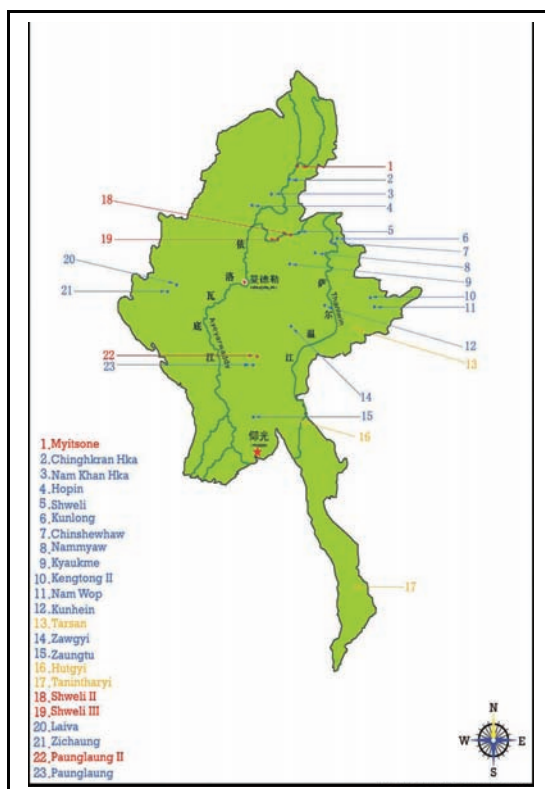 1
2
3
18
4
5
19
6
7
依
8
20
洛
曼德勒
9
萨
21
瓦
尔
10
11
底
Ayeyarwaddy
Thanlwin
温
12
22
江
江
13
23
14
15
仰光
16
17
1.Myitsone
2.Chinghkran Hka
3.Nam Khan Hka
4.Hopin
5.Shweli
6.Kunlong
7.Chinshewhaw
8.Nammyaw
9.Kyaukme
10.Kengtong II
11.Nam Wop
12.Kunhein
13.Tarsan
14.Zawgyi
15.Zaungtu
16.Hutgyi
17.Tanintharyi
18.Shweli II
19.Shweli III
20.Laiva
21.Zichaung
22.Paunglaung II
23.Paunglaung
N
W
E
S